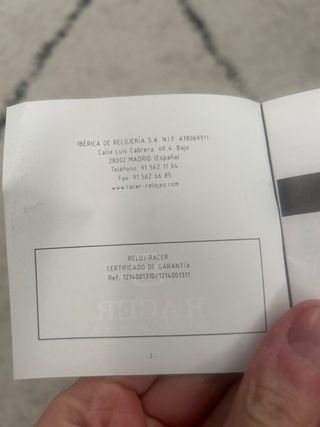 IBÉRICA DE RELOJERÍA S.A. N.I.F. A78069911
Calle Luis Cabrera, nº 4. Bajo
28002 MADRID (España)
Teléfono: 91 562 11 04
Fax: 91 562 66 85
www.racer-relojes.com
RELOJ RACER
CERTIFICADO DE GARANTÍA
Ref. 1214001310/1214001311
RACER
-2-